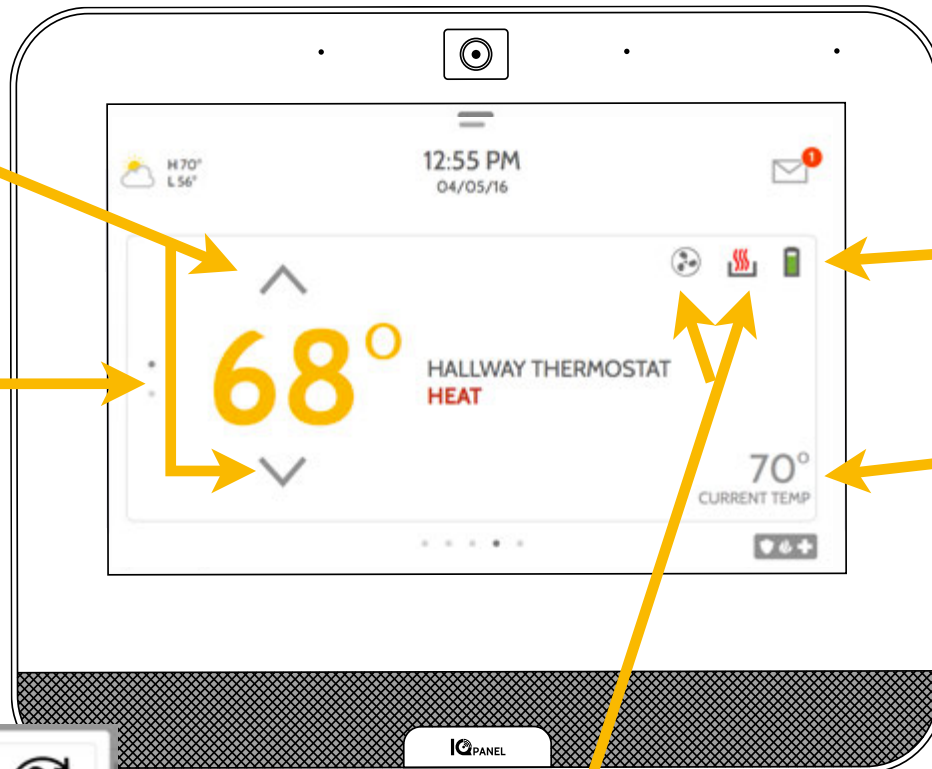 H 70°
L 56°
12:55 PM
04/05/16
1
68°
HALLWAY THERMOSTAT
HEAT
70°
CURRENT TEMP
IQ PANEL